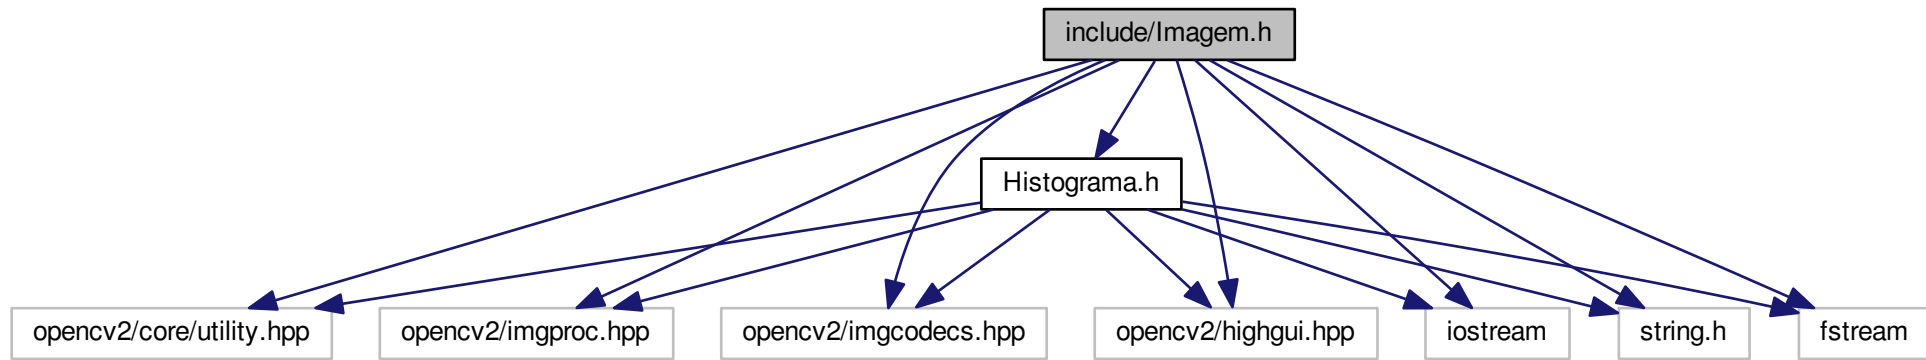 include/Imagem.h
Histograma.h
opencv2/core/utility.hpp
opencv2/imgproc.hpp
opencv2/imgcodecs.hpp
opencv2/highgui.hpp
iostream
string.h
fstream